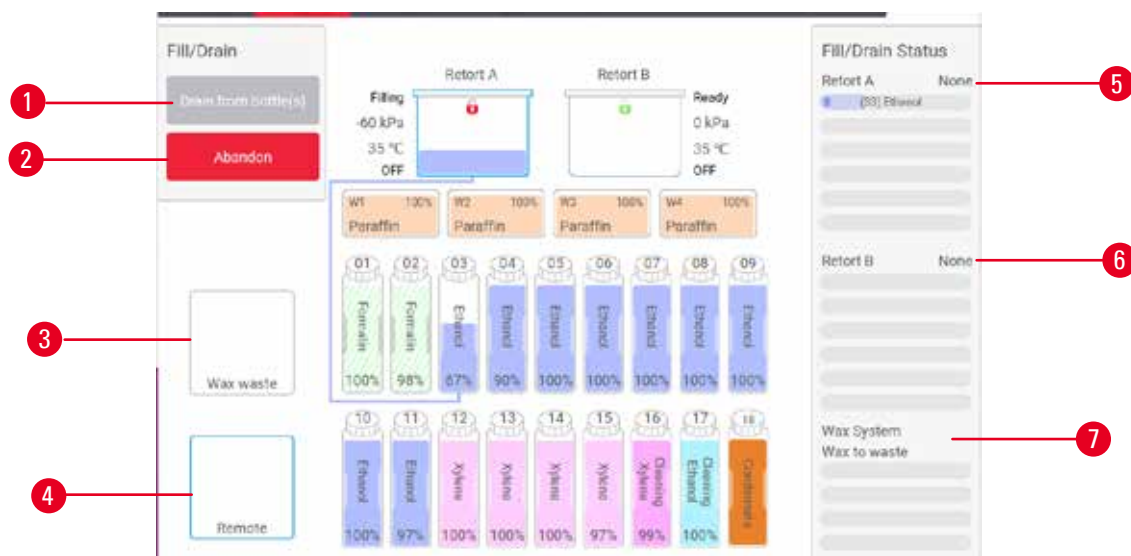 Fill/Drain
Drain from bottle(s)
Abandon
1
2
3
4
Wax waste
Remote
Retort A
Filling
-60 kPa
35 °C
OFF
Retort B
Ready
0 kPa
35 °C
OFF
W1 100%
Paraffin
W2 100%
Paraffin
W3 100%
Paraffin
W4 100%
Paraffin
01 02 03 04 05 06 07 08 09
Formalin Formalin Ethanol Ethanol Ethanol Ethanol Ethanol Ethanol Ethanol
100% 98% 67% 90% 100% 100% 100% 100% 100%
10 11 12 13 14 15 16 17 18
Ethanol Ethanol Xylene Xylene Xylene Xylene Cleaning Xylene Cleaning Ethanol Condensate
100% 97% 100% 100% 100% 97% 99% 100%
Fill/Drain Status
Retort A None
(S3) Ethanol
Retort B None
Wax System
Wax to waste
5
6
7